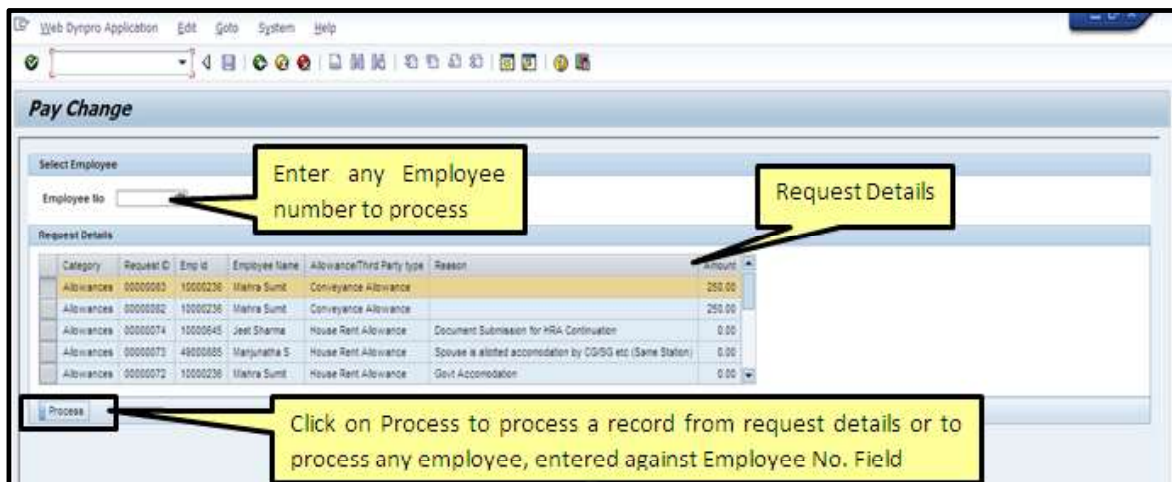 Web Dynpro Application Edit Goto System Help
Pay Change
Select Employee
Employee No
Enter any Employee
number to process
Request Details
Request Details
Category Request ID Emp Id Employee Name Allowance/Third Party type Reason Amount
Allowances 00000083 10000236 Mishra Sumit Conveyance Allowance 250.00
Allowances 00000082 10000236 Mishra Sumit Conveyance Allowance 250.00
Allowances 00000074 10000645 Jeet Sharma House Rent Allowance Document Submission for HRA Continuation 0.00
Allowances 00000073 49000885 Manjunatha S House Rent Allowance Spouse is allotted accomodation by CG/SG etc (Same Station) 0.00
Allowances 00000072 10000236 Mishra Sumit House Rent Allowance Govt Accomodation 0.00
Process
Click on Process to process a record from request details or to
process any employee, entered against Employee No. Field